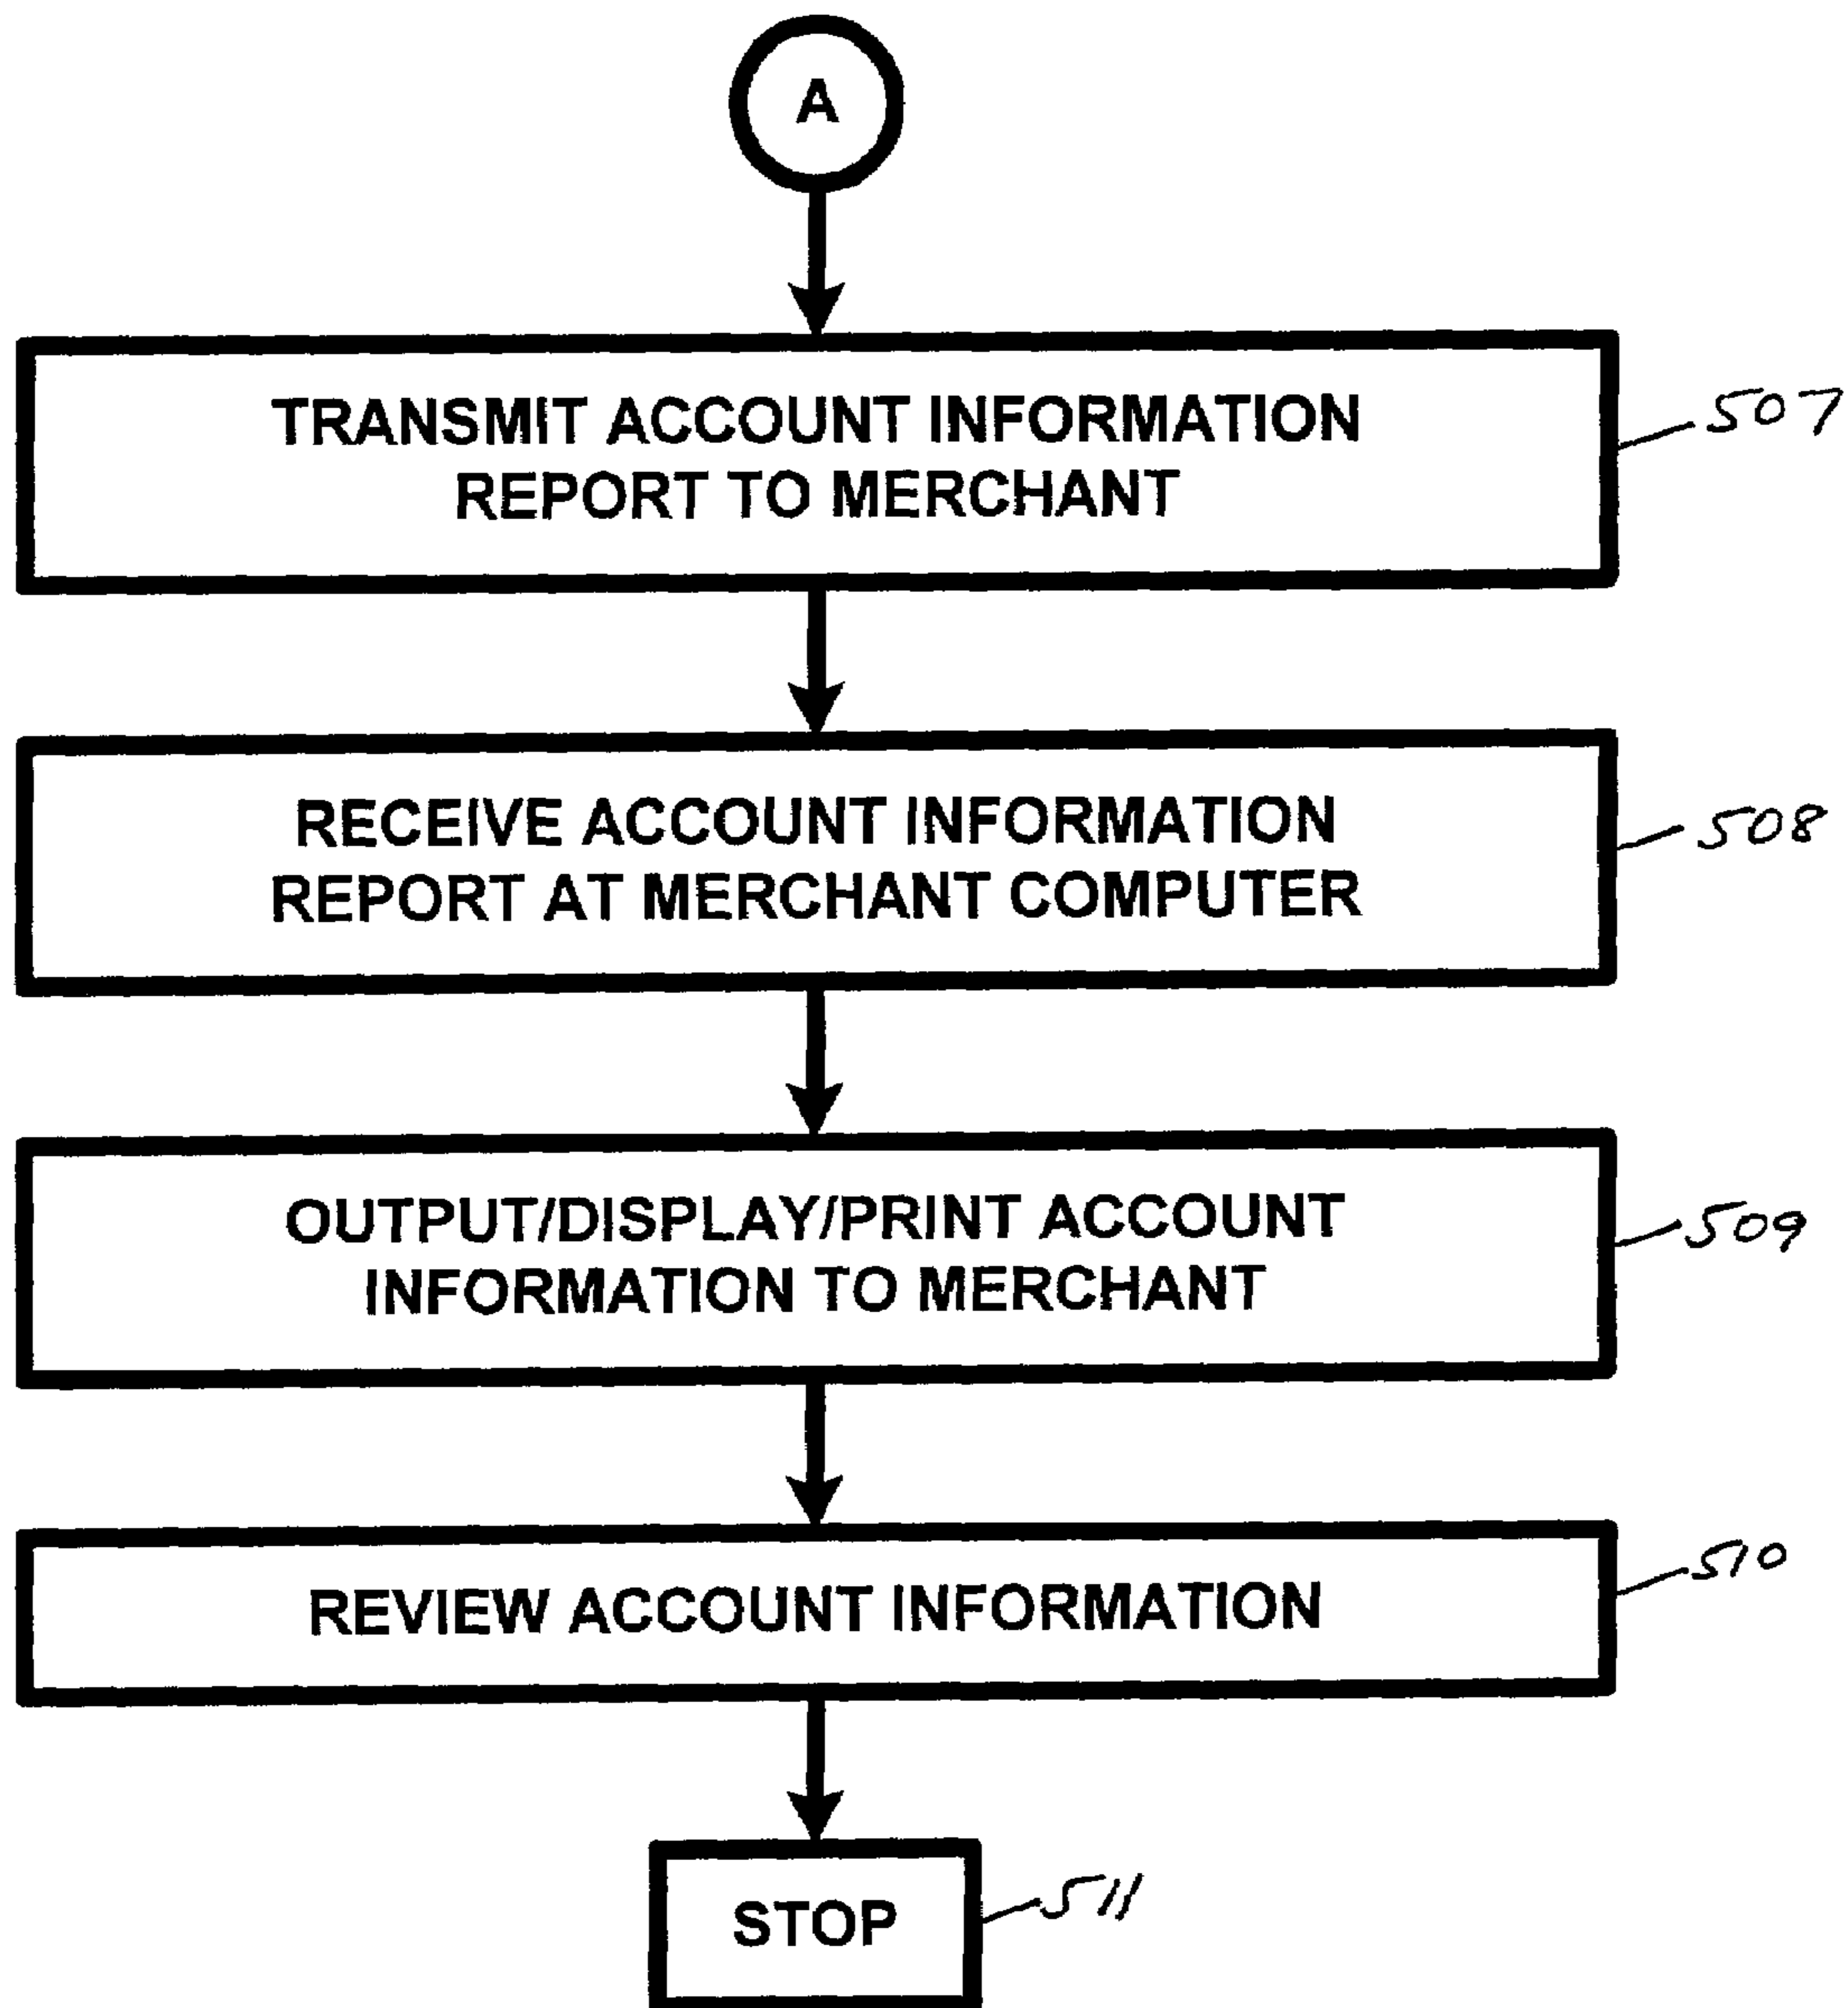 A
TRANSMIT ACCOUNT INFORMATION
REPORT TO MERCHANT
507
RECEIVE ACCOUNT INFORMATION
REPORT AT MERCHANT COMPUTER
508
OUTPUT/DISPLAY/PRINT ACCOUNT
INFORMATION TO MERCHANT
509
REVIEW ACCOUNT INFORMATION
510
STOP
511